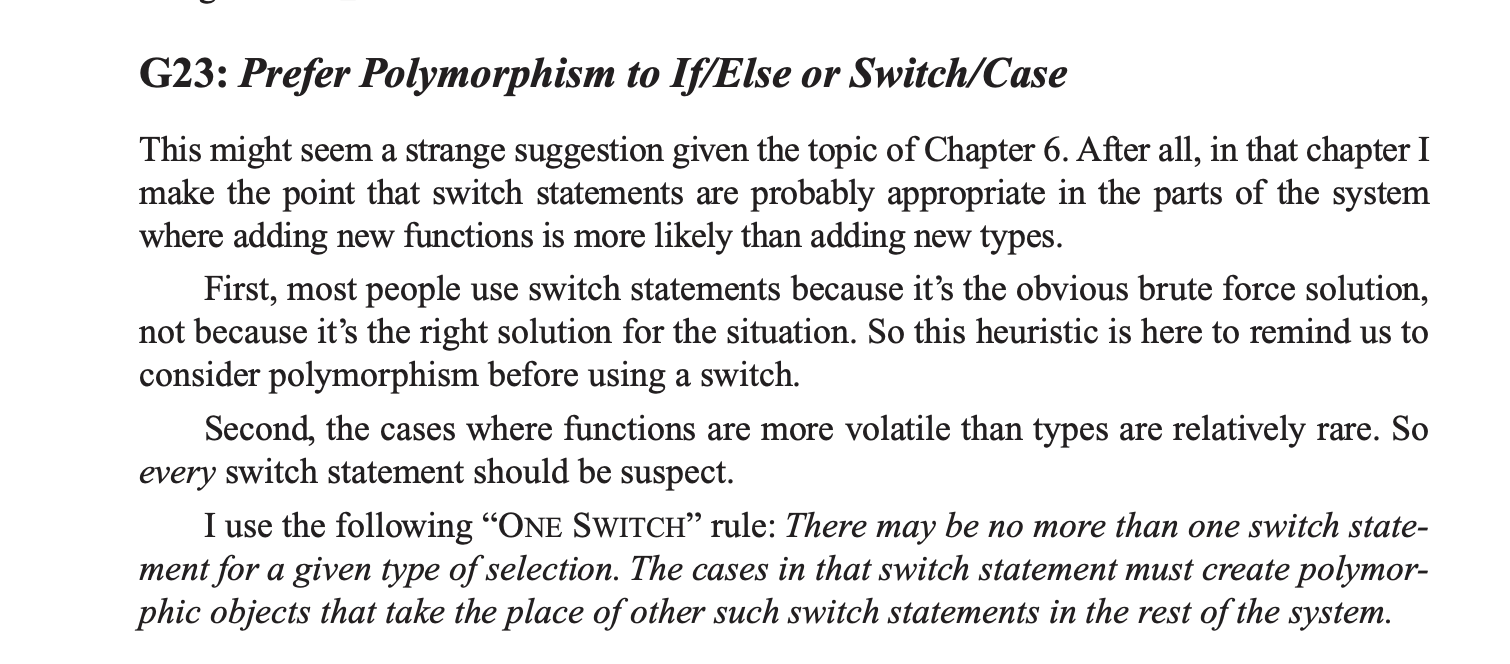 G23: Prefer Polymorphism to If/Else or Switch/Case
This might seem a strange suggestion given the topic of Chapter 6. After all, in that chapter I
make the point that switch statements are probably appropriate in the parts of the system
where adding new functions is more likely than adding new types.
First, most people use switch statements because it’s the obvious brute force solution,
not because it’s the right solution for the situation. So this heuristic is here to remind us to
consider polymorphism before using a switch.
Second, the cases where functions are more volatile than types are relatively rare. So
every switch statement should be suspect.
I use the following “ONE SWITCH” rule: There may be no more than one switch state-
ment for a given type of selection. The cases in that switch statement must create polymor-
phic objects that take the place of other such switch statements in the rest of the system.